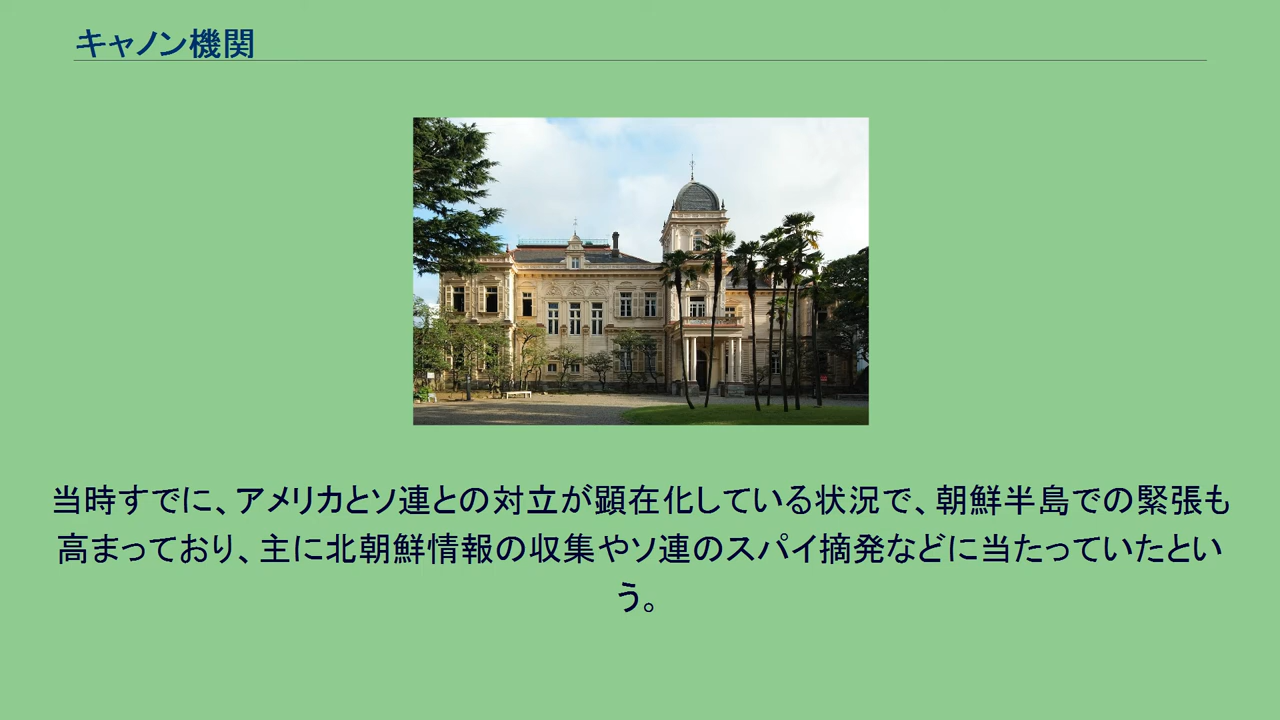 キャノン機関
当時すでに、アメリカとソ連との対立が顕在化している状況で、朝鮮半島での緊張も
高まっており、主に北朝鮮情報の収集やソ連のスパイ摘発などに当たっていたとい
う。